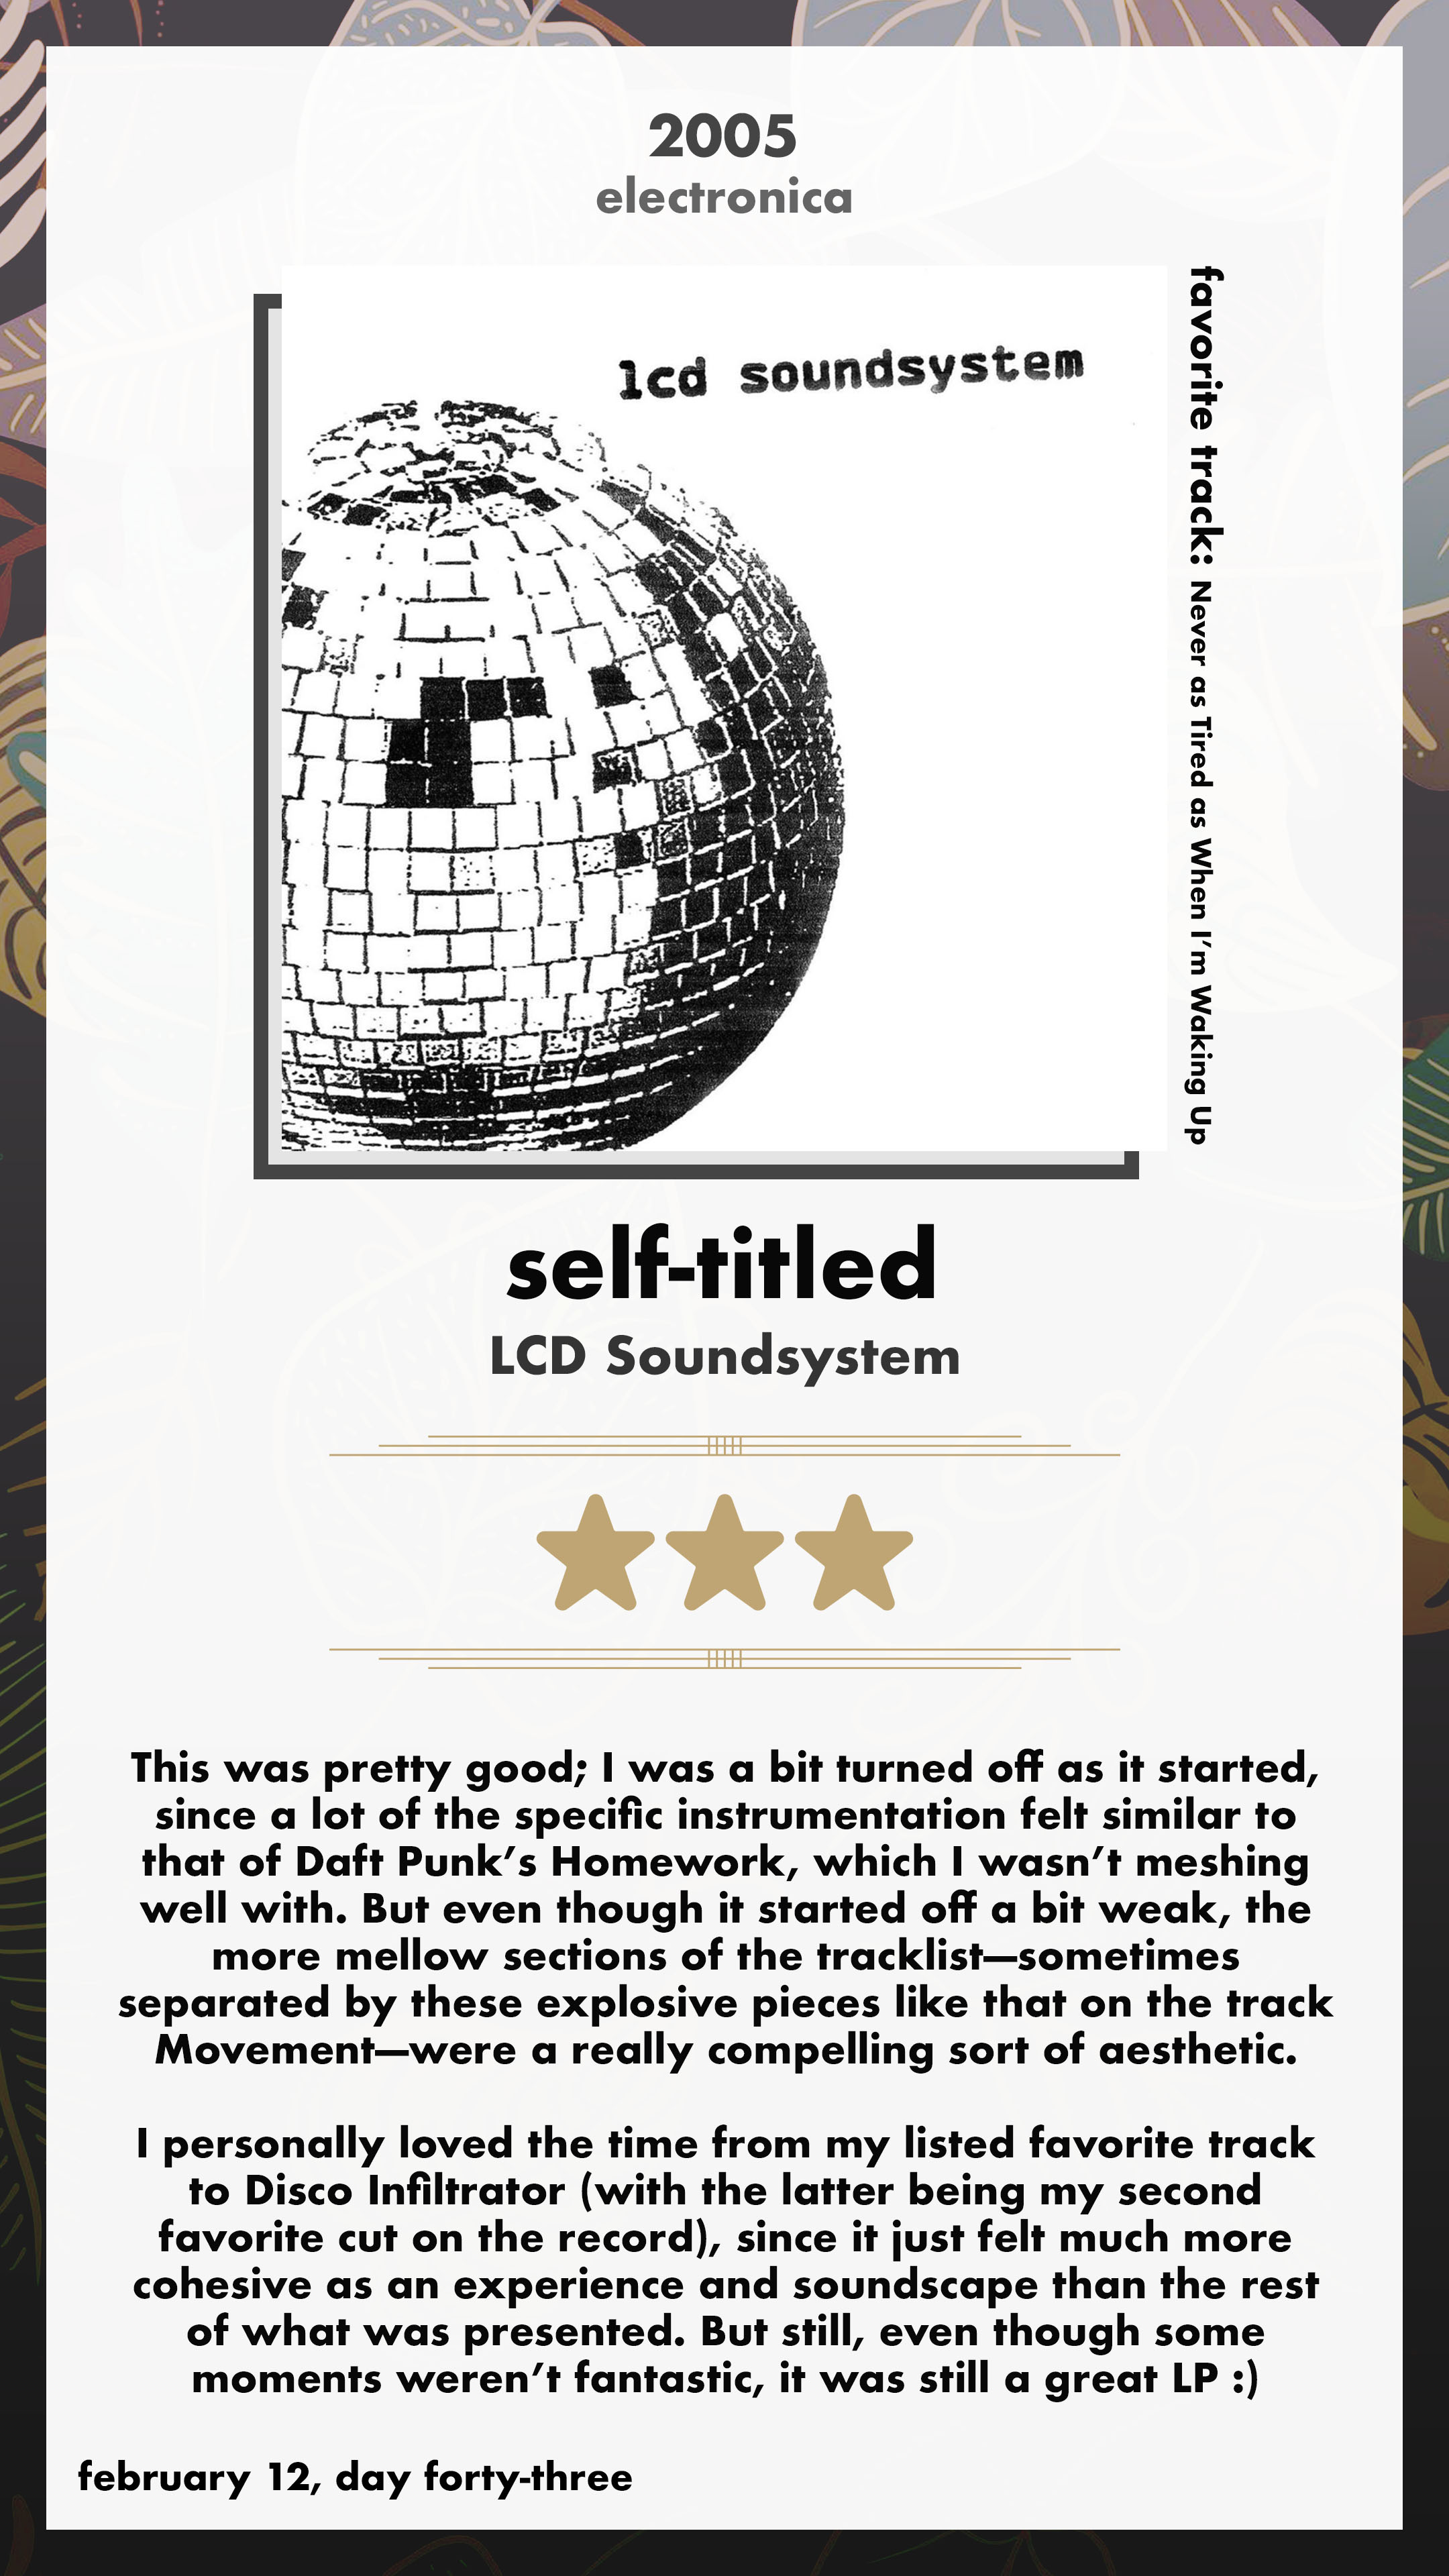 2005
electronica
lcd soundsystem
favorite track: Never as Tired as When I’m Waking Up
self-titled
LCD Soundsystem
This was pretty good; I was a bit turned off as it started,
since a lot of the specific instrumentation felt similar to
that of Daft Punk’s Homework, which I wasn’t meshing
well with. But even though it started off a bit weak, the
more mellow sections of the tracklist—sometimes
separated by these explosive pieces like that on the track
Movement—were a really compelling sort of aesthetic.
I personally loved the time from my listed favorite track
to Disco Infiltrator (with the latter being my second
favorite cut on the record), since it just felt much more
cohesive as an experience and soundscape than the rest
of what was presented. But still, even though some
moments weren’t fantastic, it was still a great LP :)
february 12, day forty-three